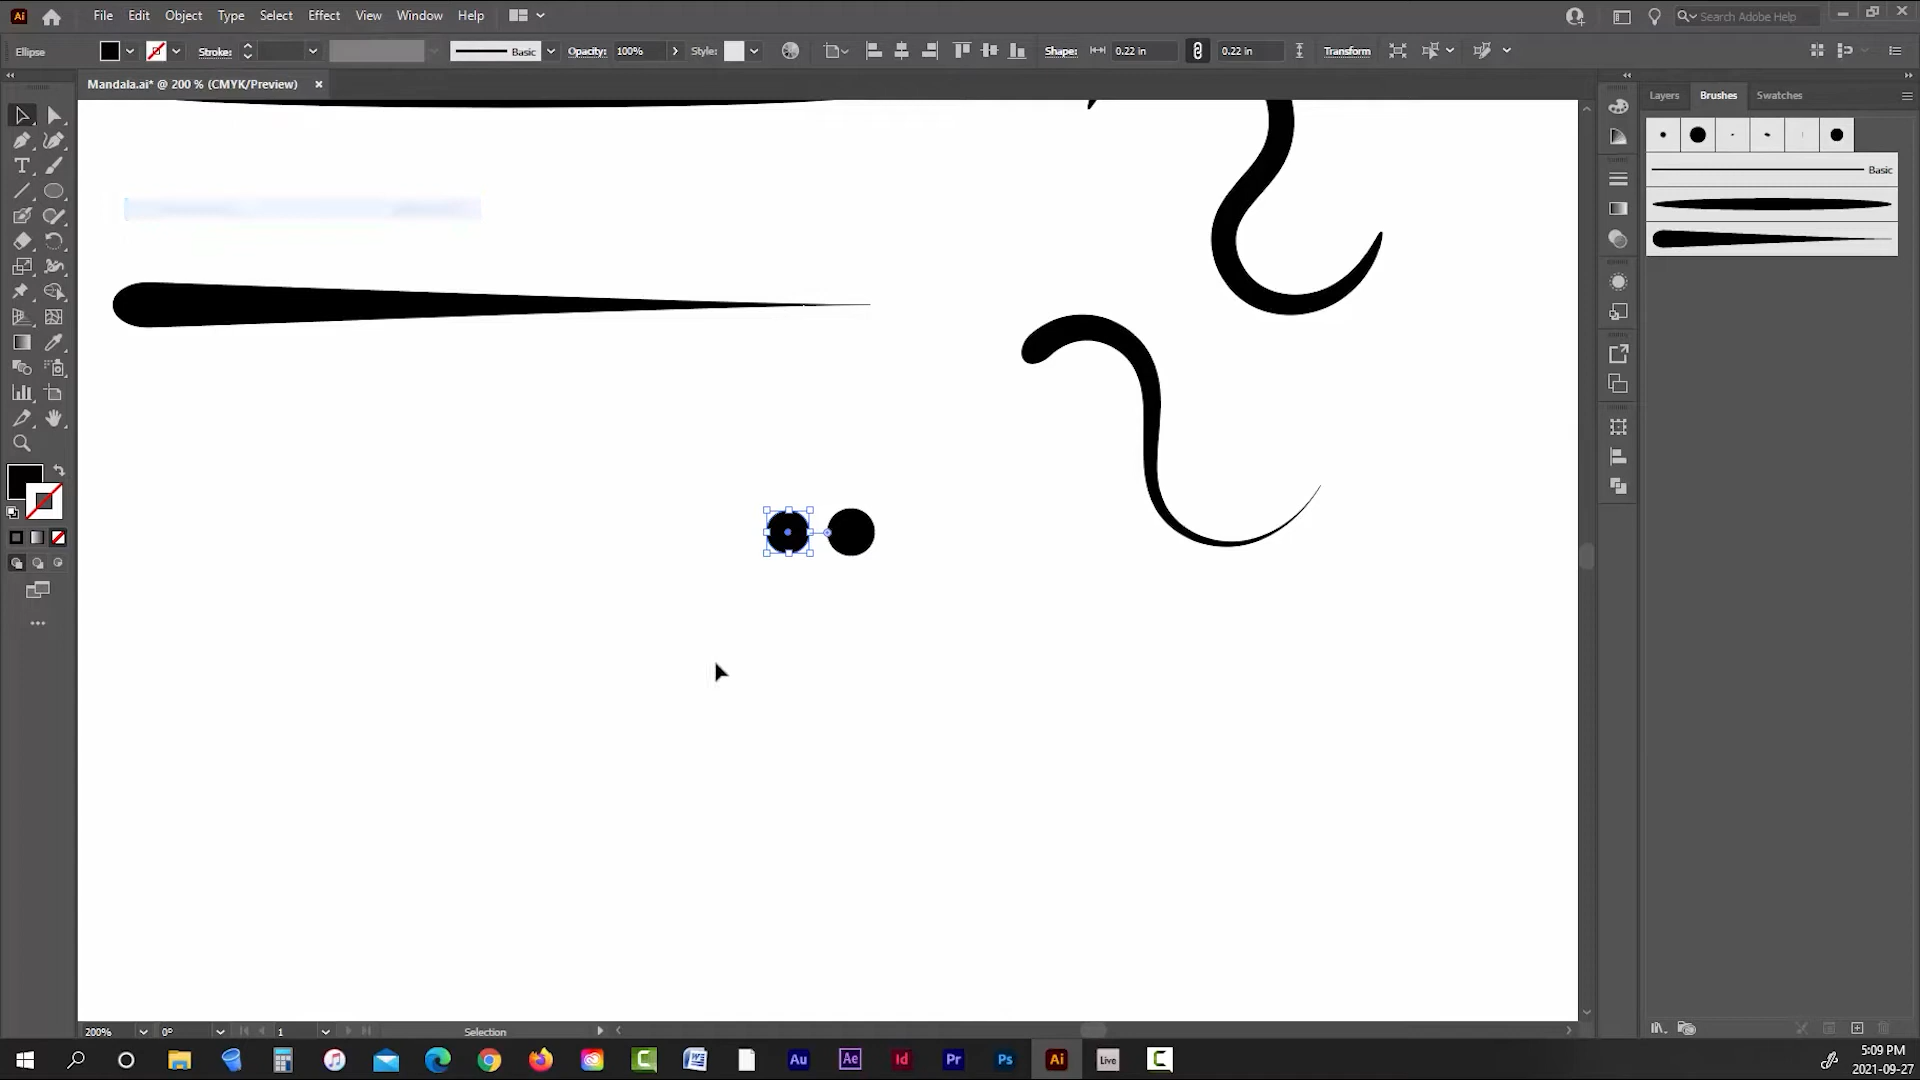 Ai File Edit Object Type Select Effect View Window Help Search Adobe Help
Ellipse Stroke: Basic Opacity: 100% Style: Shape: 0.22 in 0.22 in Transform
Mandala.ai* @ 200 % (CMYK/Preview) ×
Layers Brushes Swatches
Basic
200% 0° 1 Selection
Au Ae Id Pr Ps Ai Live
5:09 PM
2021-09-27